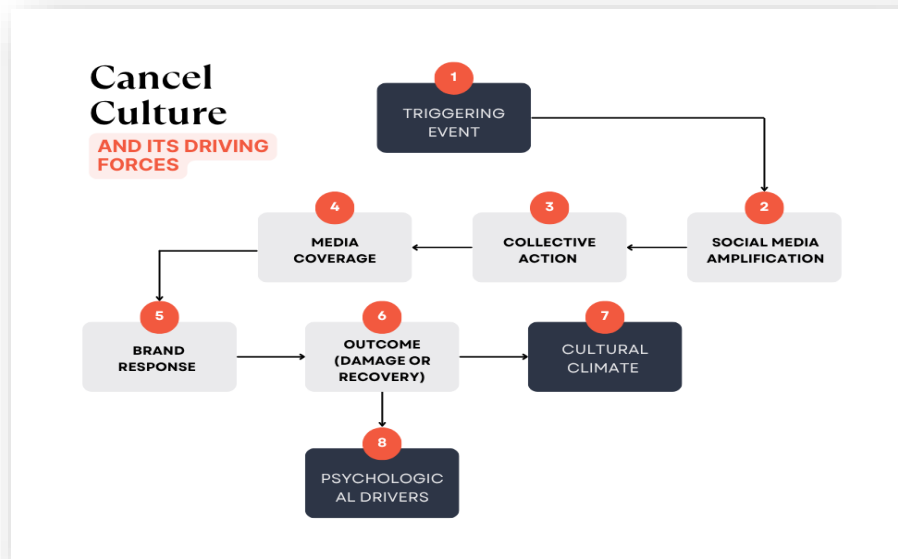 Cancel
Culture
AND ITS DRIVING
FORCES
1
TRIGGERING
EVENT
2
SOCIAL MEDIA
AMPLIFICATION
3
COLLECTIVE
ACTION
4
MEDIA
COVERAGE
5
BRAND
RESPONSE
6
OUTCOME
(DAMAGE OR
RECOVERY)
7
CULTURAL
CLIMATE
8
PSYCHOLOGIC
AL DRIVERS